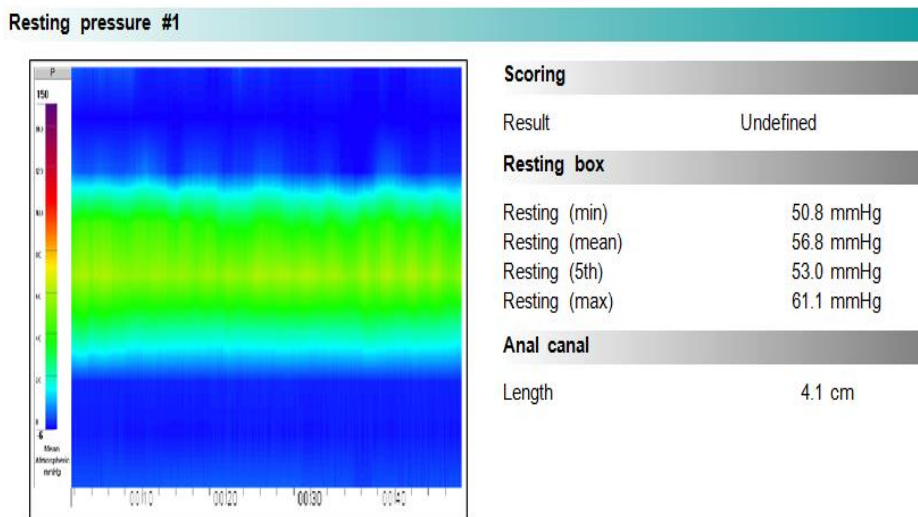 Resting pressure #1
P
150
Mean
Atmospheric
mmHg
00:10 00:20 00:30 00:40
Scoring
Result Undefined
Resting box
Resting (min) 50.8 mmHg
Resting (mean) 56.8 mmHg
Resting (5th) 53.0 mmHg
Resting (max) 61.1 mmHg
Anal canal
Length 4.1 cm